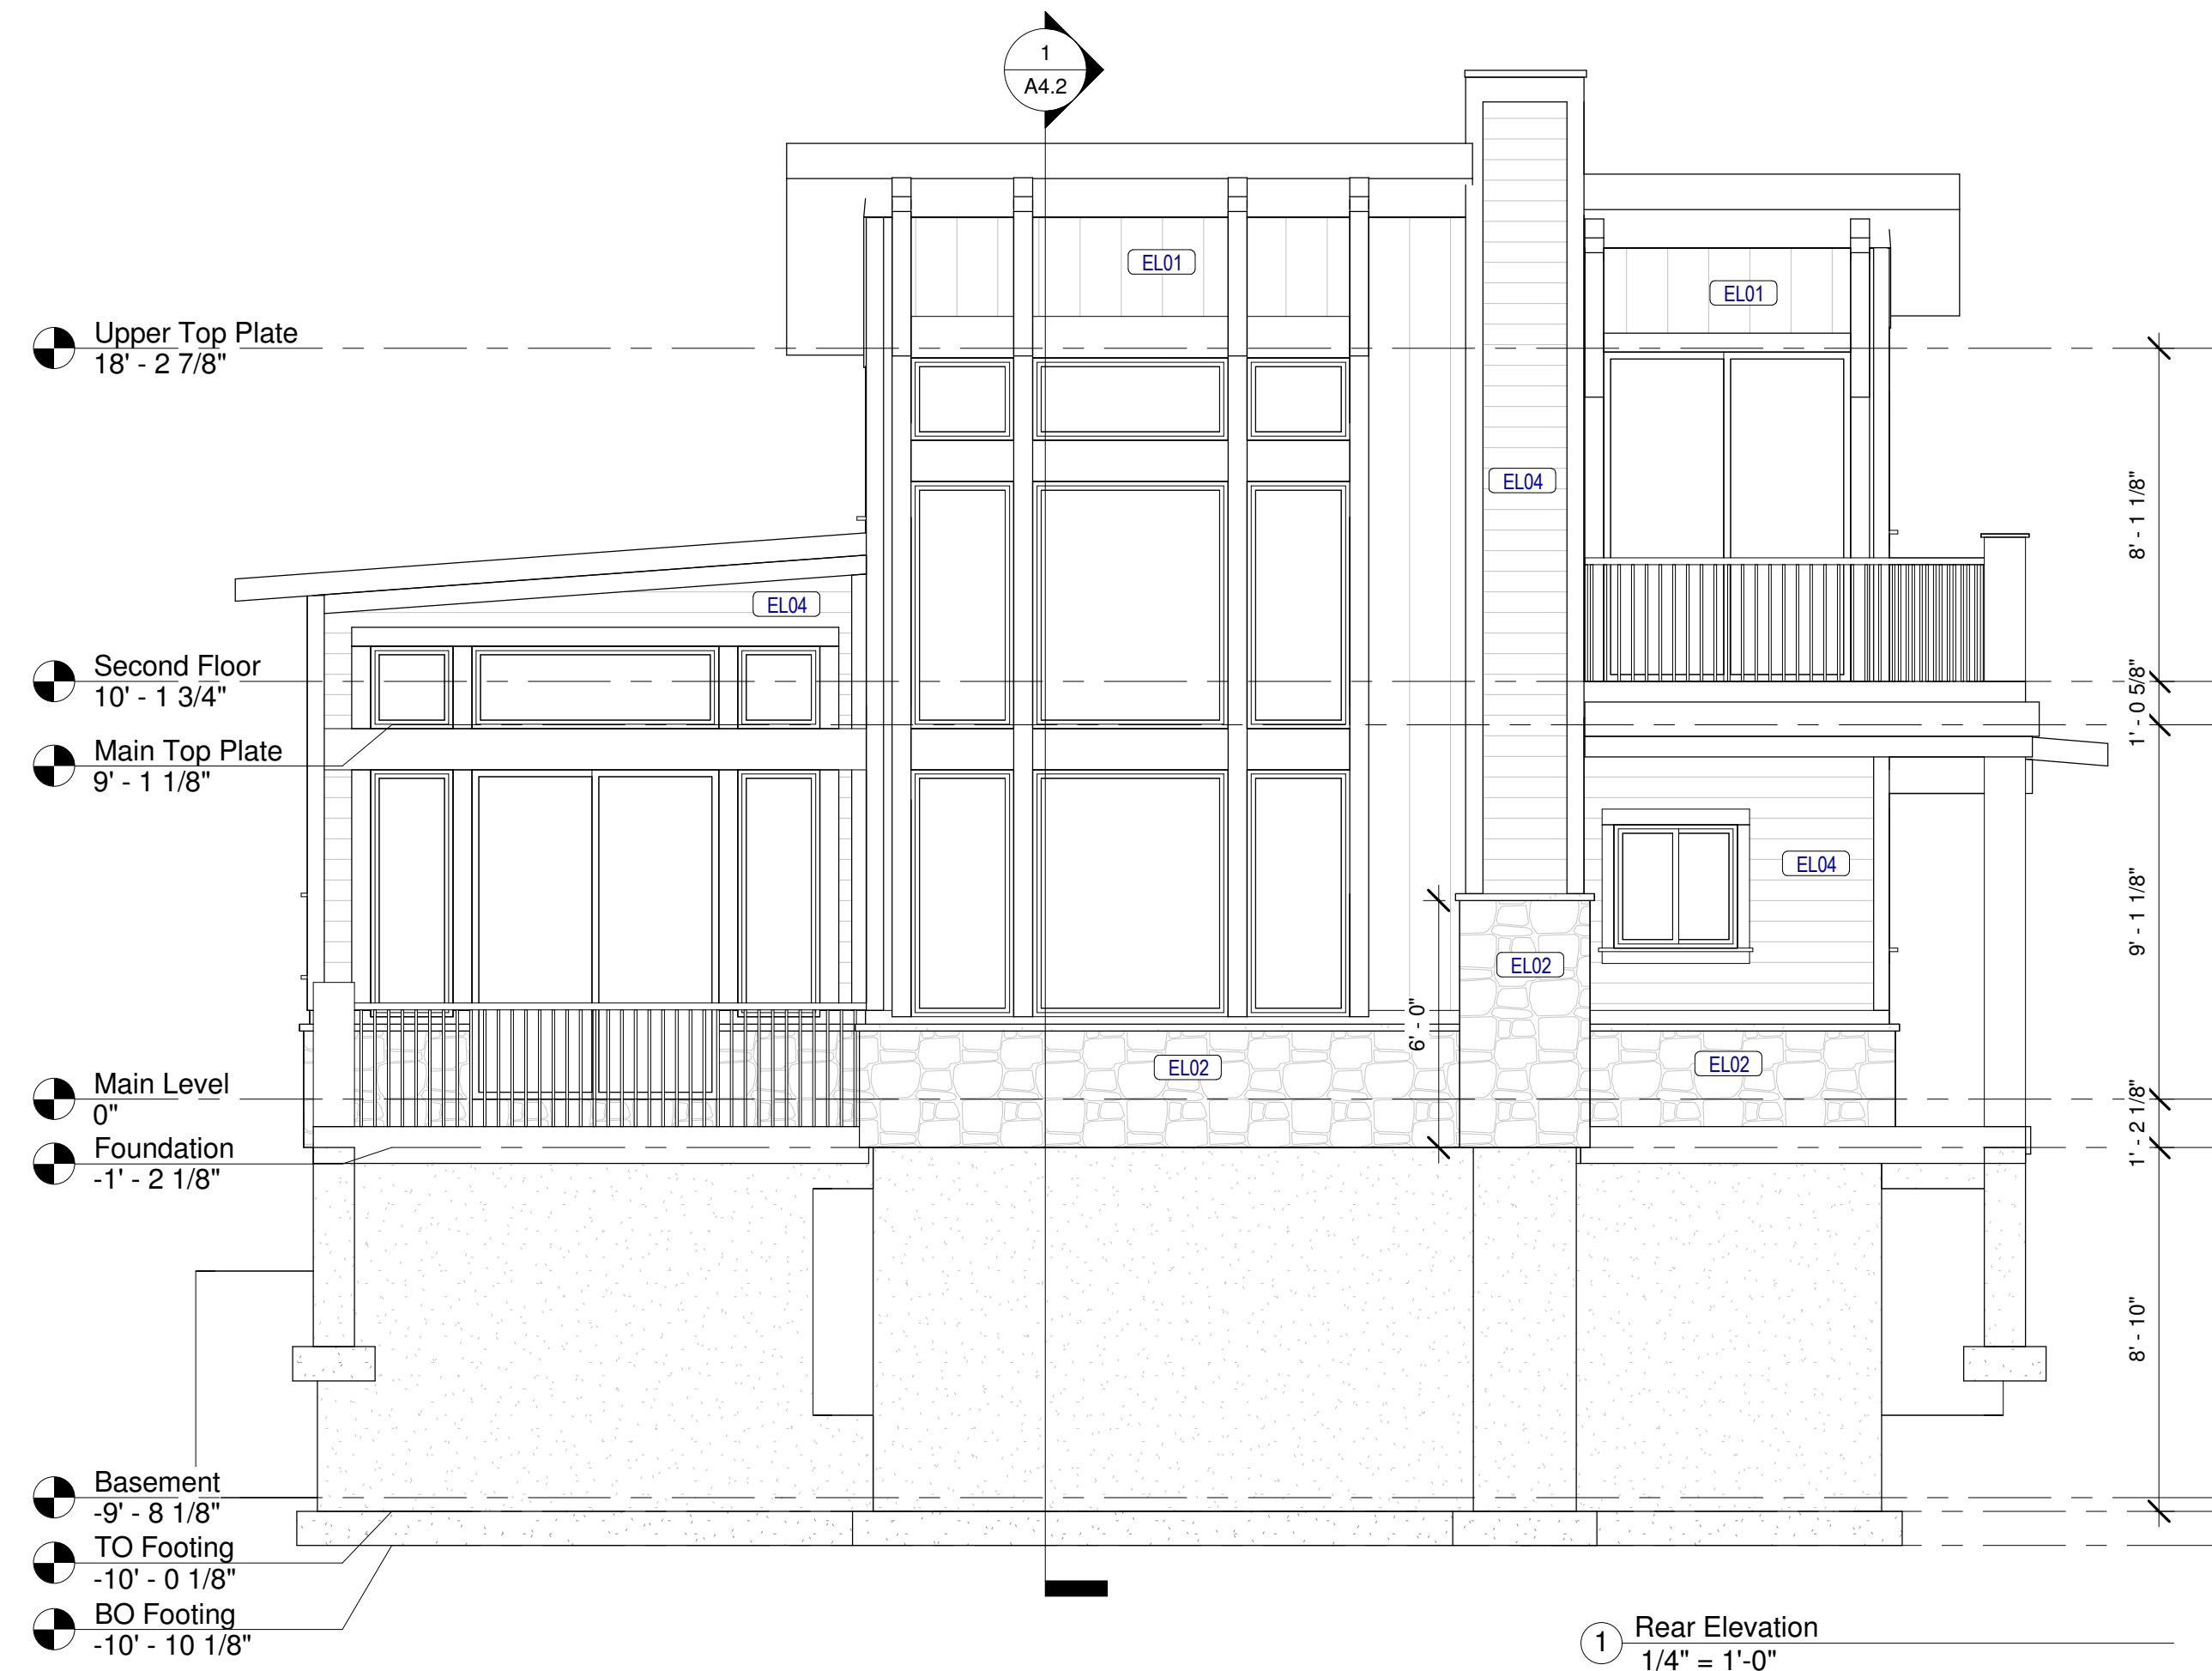 1
A4.2
EL01
EL01
Upper Top Plate
18' - 2 7/8"
EL04
8' - 1 1/8"
EL04
Second Floor
10' - 1 3/4"
1' - 0 5/8"
Main Top Plate
9' - 1 1/8"
EL04
9' - 1 1/8"
EL02
6' - 0"
EL02
EL02
Main Level
0"
1' - 2 1/8"
Foundation
-1' - 2 1/8"
8' - 10"
Basement
-9' - 8 1/8"
TO Footing
-10' - 0 1/8"
BO Footing
-10' - 10 1/8"
1
Rear Elevation
1/4" = 1'-0"